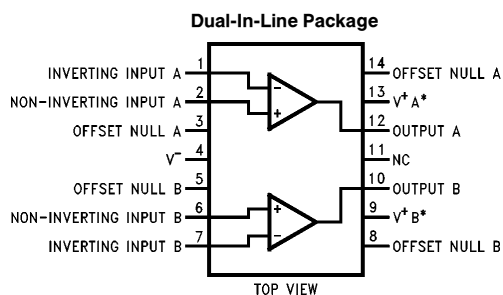 Dual-In-Line Package
INVERTING INPUT A 1
NON-INVERTING INPUT A 2
OFFSET NULL A 3
V⁻ 4
OFFSET NULL B 5
NON-INVERTING INPUT B 6
INVERTING INPUT B 7
14 OFFSET NULL A
13 V⁺ A*
12 OUTPUT A
11 NC
10 OUTPUT B
9 V⁺ B*
8 OFFSET NULL B
−
+
+
−
TOP VIEW